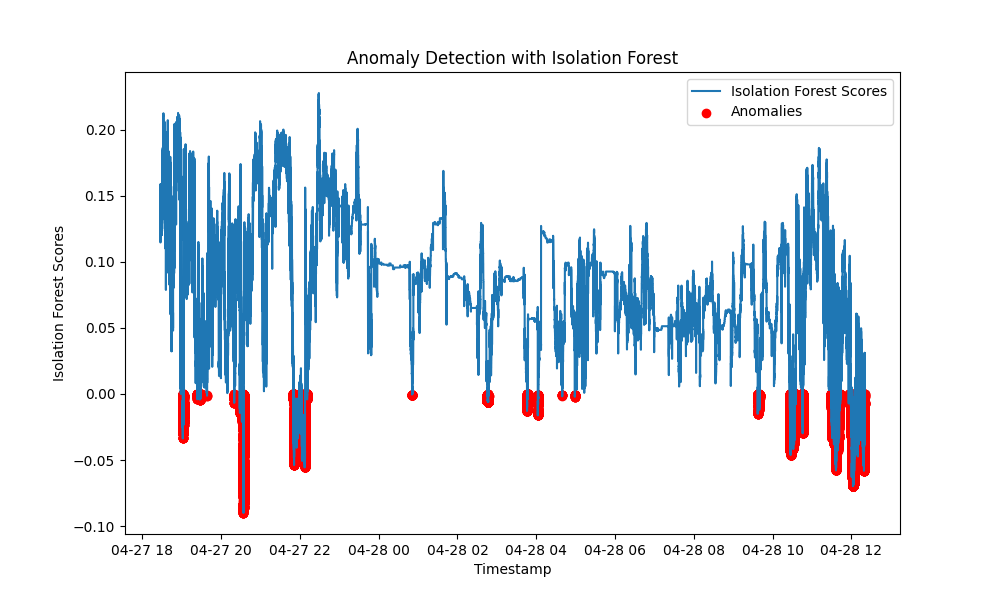 Anomaly Detection with Isolation Forest
Isolation Forest Scores
Anomalies
Isolation Forest Scores
0.20
0.15
0.10
0.05
0.00
−0.05
−0.10
04-27 18 04-27 20 04-27 22 04-28 00 04-28 02 04-28 04 04-28 06 04-28 08 04-28 10 04-28 12
Timestamp